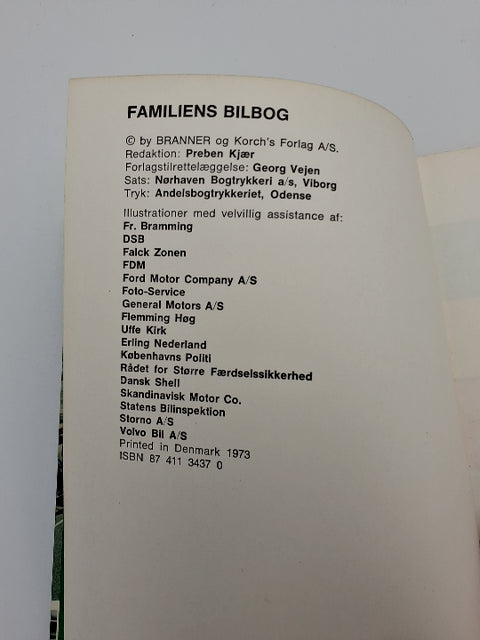 FAMILIENS BILBOG
© by BRANNER og Korch's Forlag A/S.
Redaktion: Preben Kjær
Forlagstilrettelæggelse: Georg Vejen
Sats: Nørhaven Bogtrykkeri a/s, Viborg
Tryk: Andelsbogtrykkeriet, Odense
Illustrationer med velvillig assistance af:
Fr. Bramming
DSB
Falck Zonen
FDM
Ford Motor Company A/S
Foto-Service
General Motors A/S
Flemming Høg
Uffe Kirk
Erling Nederland
Københavns Politi
Rådet for Større Færdselssikkerhed
Dansk Shell
Skandinavisk Motor Co.
Statens Bilinspektion
Storno A/S
Volvo Bil A/S
Printed in Denmark 1973
ISBN 87 411 3437 0